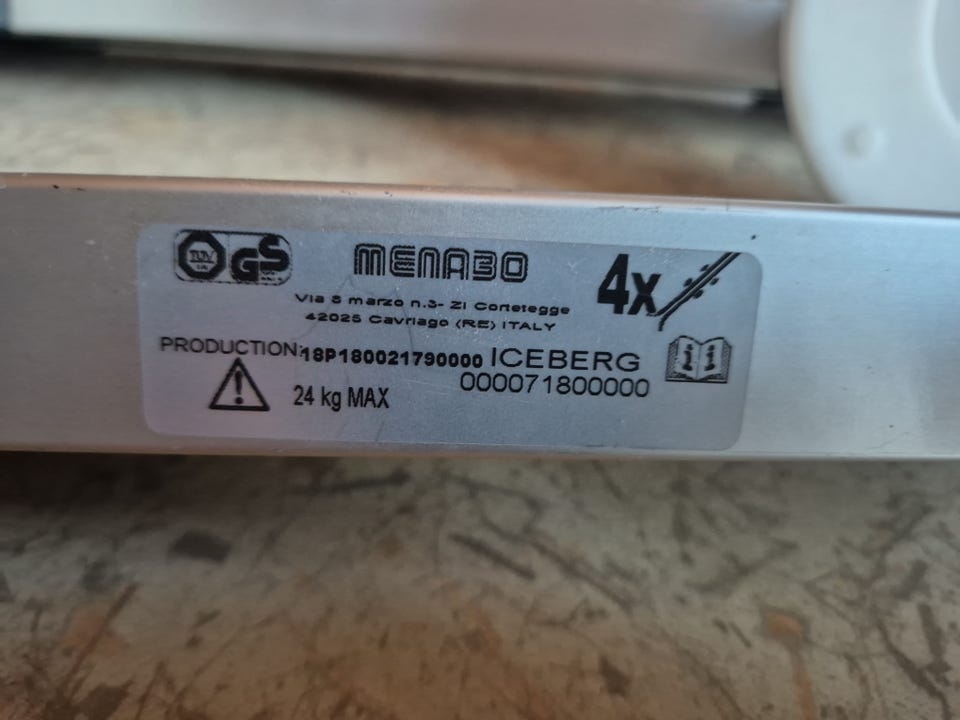 TÜV
GS
MENABO
4x
Via 8 marzo n.3- ZI Cortetegge
42025 Cavriago (RE) ITALY
PRODUCTION:18P180021790000 ICEBERG
000071800000
24 kg MAX